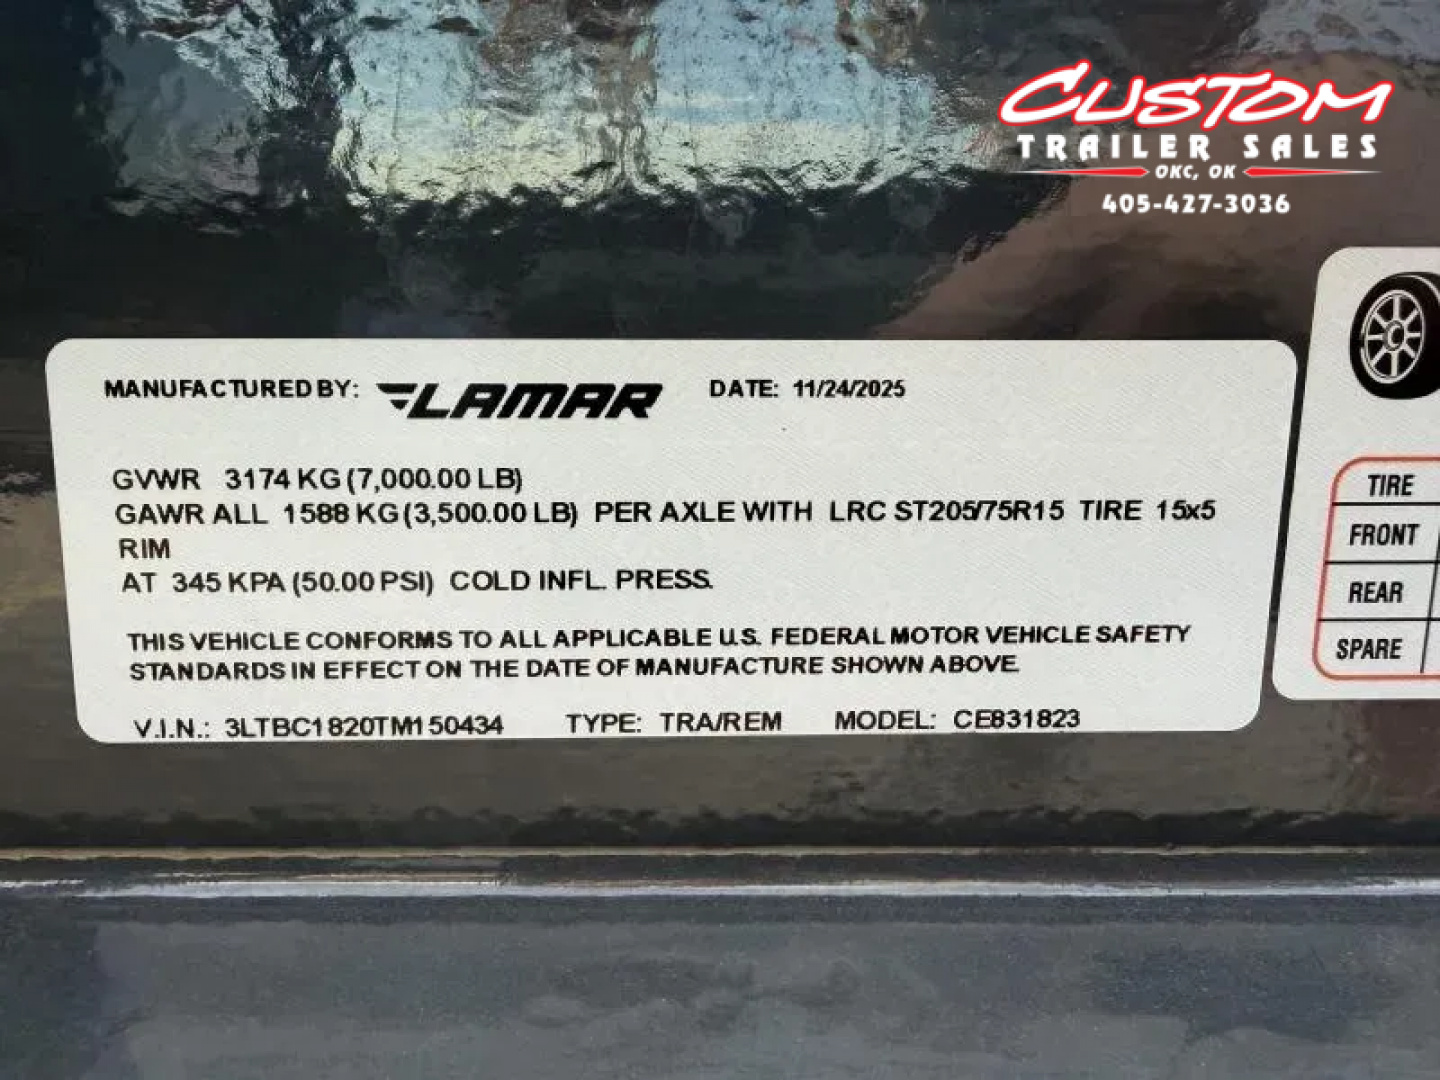 CUSTOM
TRAILER SALES
OKC, OK
405-427-3036
MANUFACTURED BY: LAMAR DATE: 11/24/2025
GVWR 3174 KG (7,000.00 LB)
GAWR ALL 1588 KG (3,500.00 LB) PER AXLE WITH LRC ST205/75R15 TIRE 15x5
RIM
AT 345 KPA (50.00 PSI) COLD INFL. PRESS.
THIS VEHICLE CONFORMS TO ALL APPLICABLE U.S. FEDERAL MOTOR VEHICLE SAFETY
STANDARDS IN EFFECT ON THE DATE OF MANUFACTURE SHOWN ABOVE.
V.I.N.: 3LTBC1820TM150434 TYPE: TRA/REM MODEL: CE831823
TIRE
FRONT
REAR
SPARE